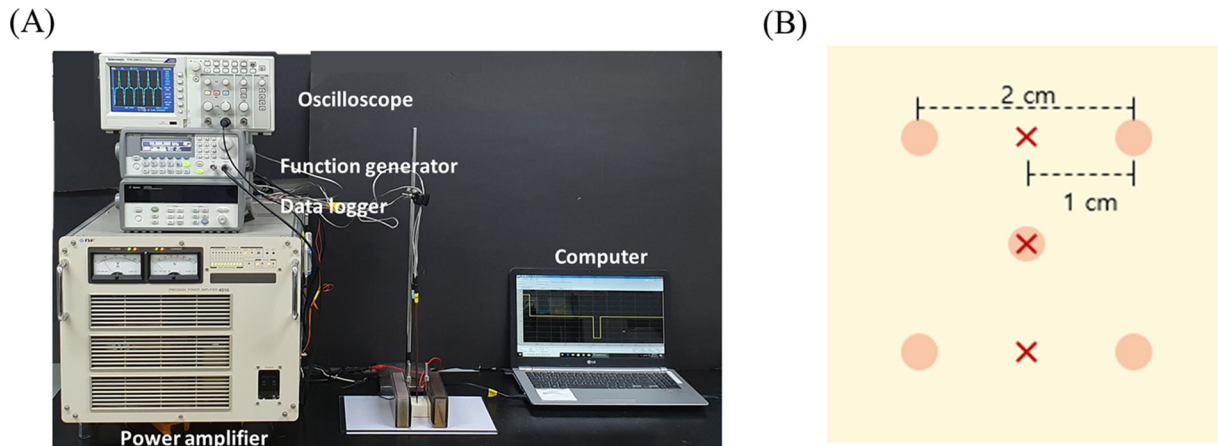 (A)
(B)
Oscilloscope
Function generator
Data logger
Computer
Power amplifier
2 cm
1 cm